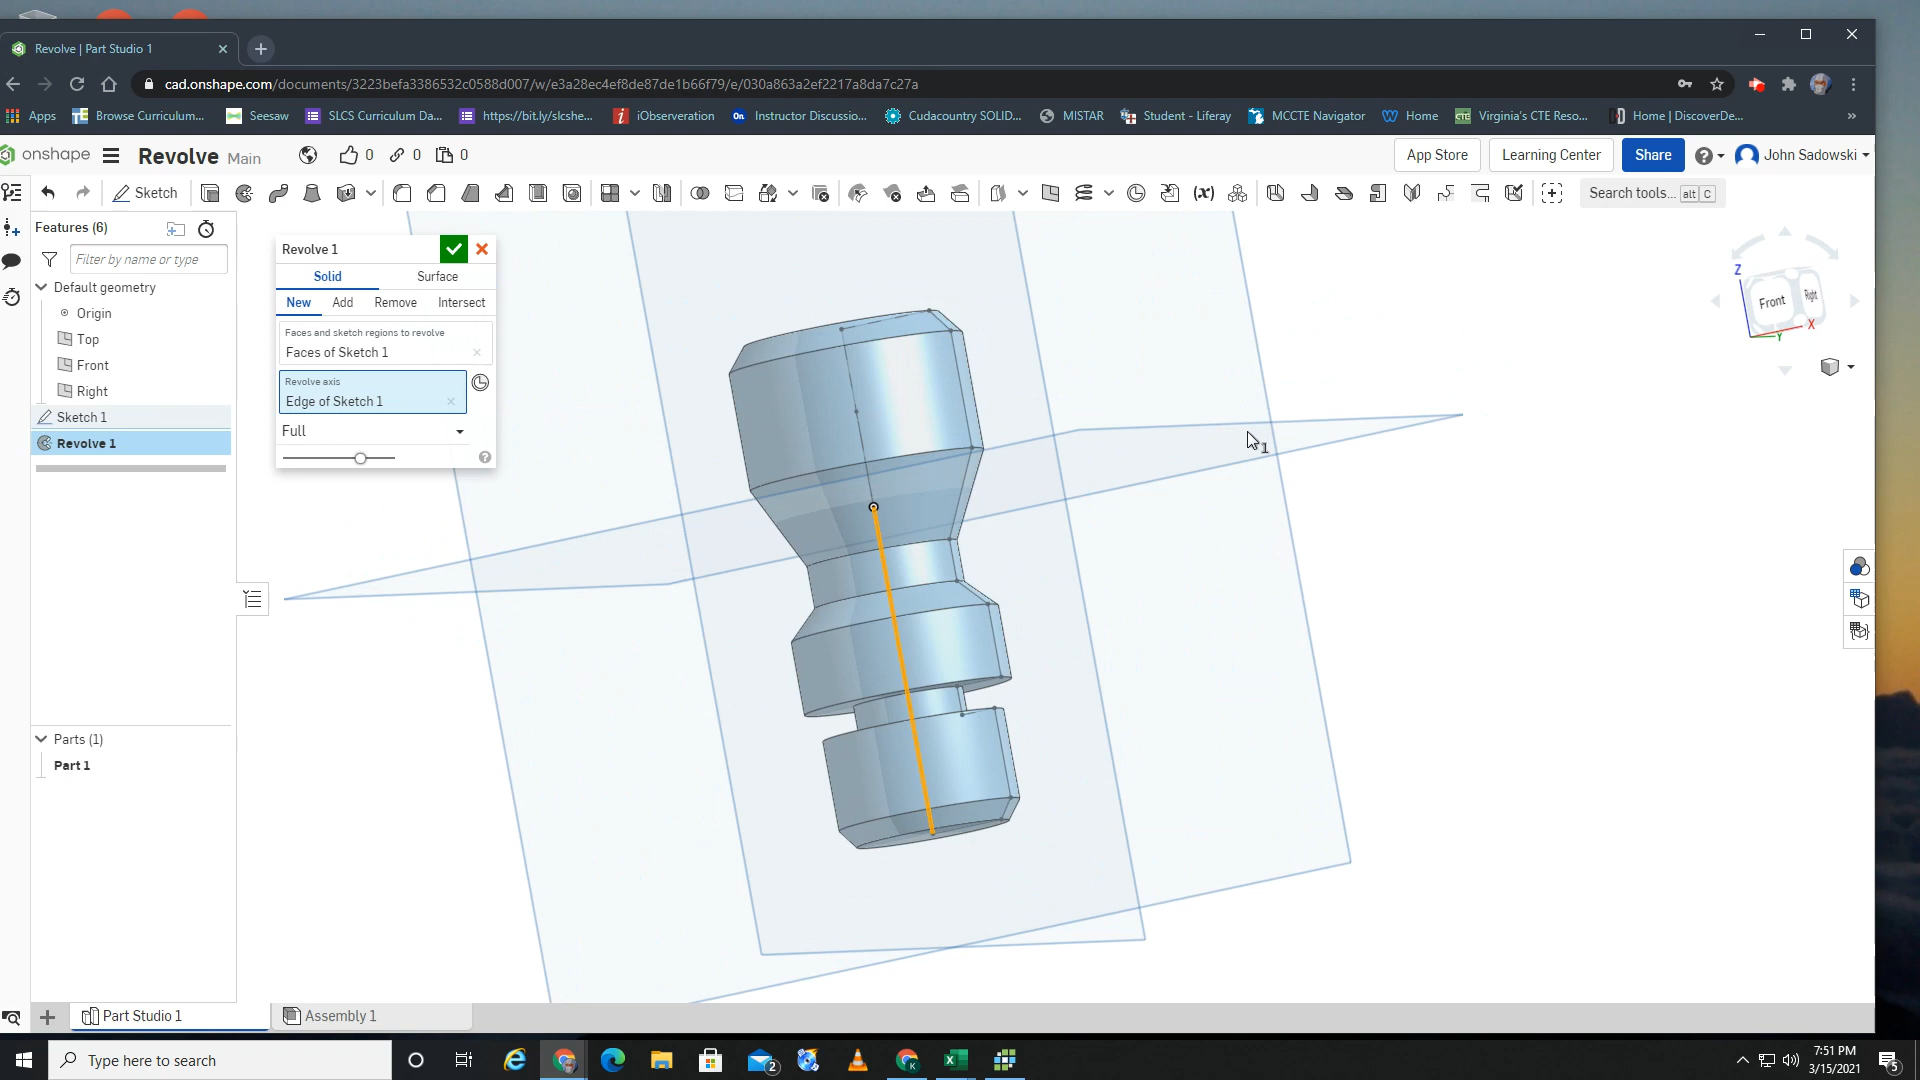 Revolve | Part Studio 1
cad.onshape.com/documents/3223befa3386532c0588d007/w/e3a28ec4ef8de87de1b66f79/e/030a863a2ef2217a8da7c27a
Apps Browse Curriculum... Seesaw SLCS Curriculum Da... https://bit.ly/slcshe... iObserveration On Instructor Discussio... Cudacountry SOLID... MISTAR Student - Liferay MCCTE Navigator Home CTE Virginia's CTE Reso... Home | DiscoverDe... »
onshape Revolve Main 0 0 0 App Store Learning Center Share John Sadowski
Sketch (x) Search tools... alt C
Features (6)
Filter by name or type
Default geometry
Origin
Top
Front
Right
Sketch 1
Revolve 1
Parts (1)
Part 1
Revolve 1
Solid Surface
New Add Remove Intersect
Faces and sketch regions to revolve
Faces of Sketch 1
Revolve axis
Edge of Sketch 1
Full
1
Z
Front Right
X
Y
Part Studio 1 Assembly 1
Type here to search
2
7:51 PM
3/15/2021
5